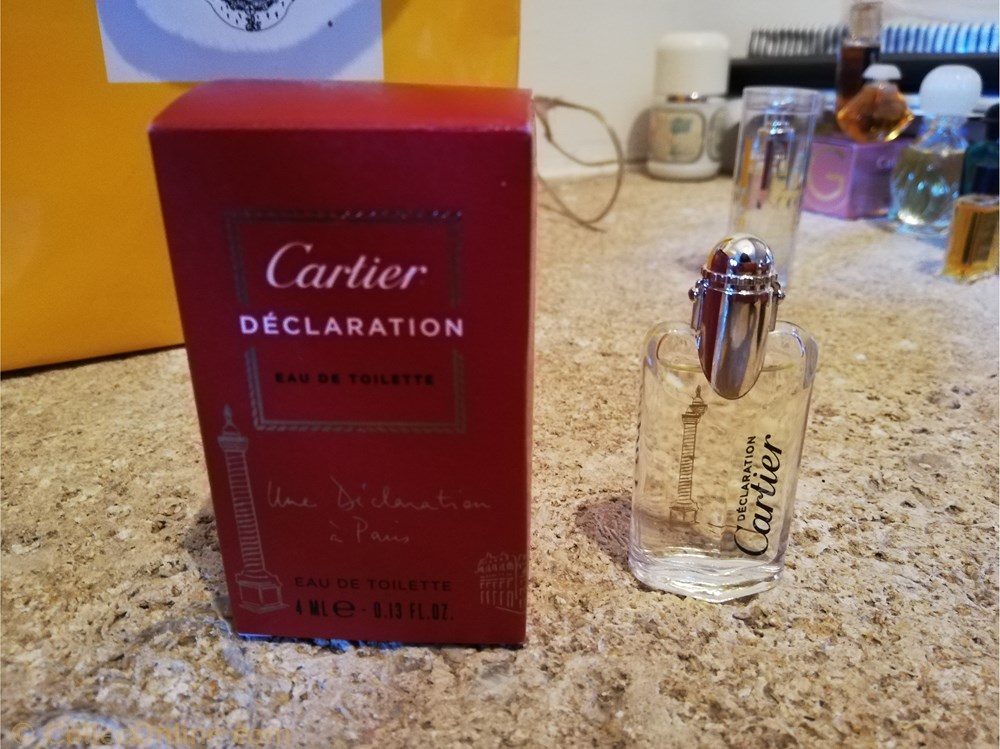 Cartier
DÉCLARATION
EAU DE TOILETTE
Une Déclaration
à Paris
EAU DE TOILETTE
4 ML e - 0.13 FL.OZ.
DÉCLARATION
Cartier
G